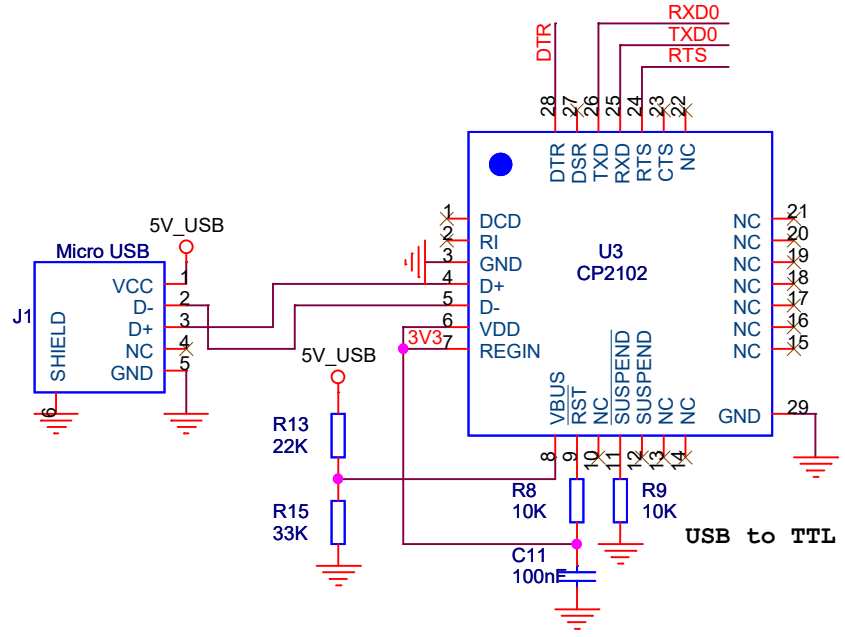 RXD0
TXD0
RTS
DTR
28
27
26
25
24
23
22
DTR
DSR
TXD
RXD
RTS
CTS
NC
1
2
3
4
5
6
7
DCD
RI
GND
D+
D-
VDD
REGIN
3V3
U3
CP2102
NC
NC
NC
NC
NC
NC
NC
21
20
19
18
17
16
15
GND
29
VBUS
RST
NC
SUSPEND
SUSPEND
NC
NC
8
9
10
11
12
13
14
5V_USB
Micro USB
J1
SHIELD
VCC
D-
D+
NC
GND
1
2
3
4
5
6
5V_USB
R13
22K
R15
33K
R8
10K
R9
10K
C11
100nF
USB to TTL